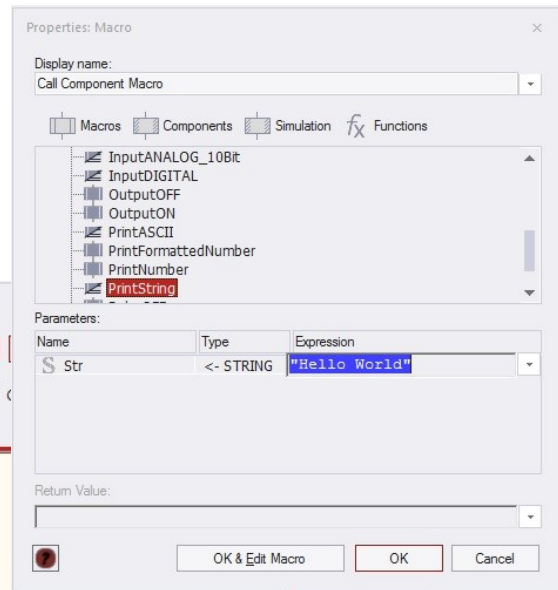 Properties: Macro
Display name:
Call Component Macro
Macros Components Simulation fx Functions
InputANALOG_10Bit
InputDIGITAL
OutputOFF
OutputON
PrintASCII
PrintFormattedNumber
PrintNumber
PrintString
Parameters:
Name Type Expression
S Str <- STRING "Hello World"
Return Value:
? OK & Edit Macro OK Cancel